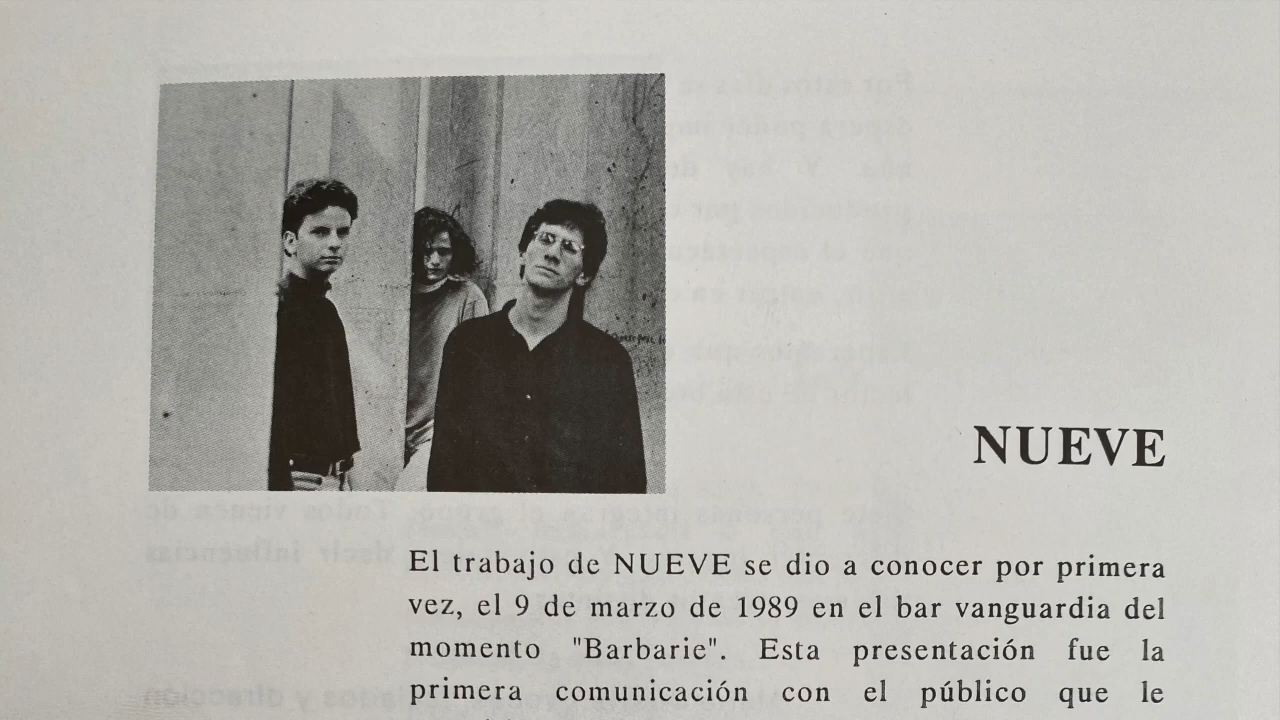 NUEVE
El trabajo de NUEVE se dio a conocer por primera
vez, el 9 de marzo de 1989 en el bar vanguardia del
momento "Barbarie". Esta presentación fue la
primera comunicación con el público que le